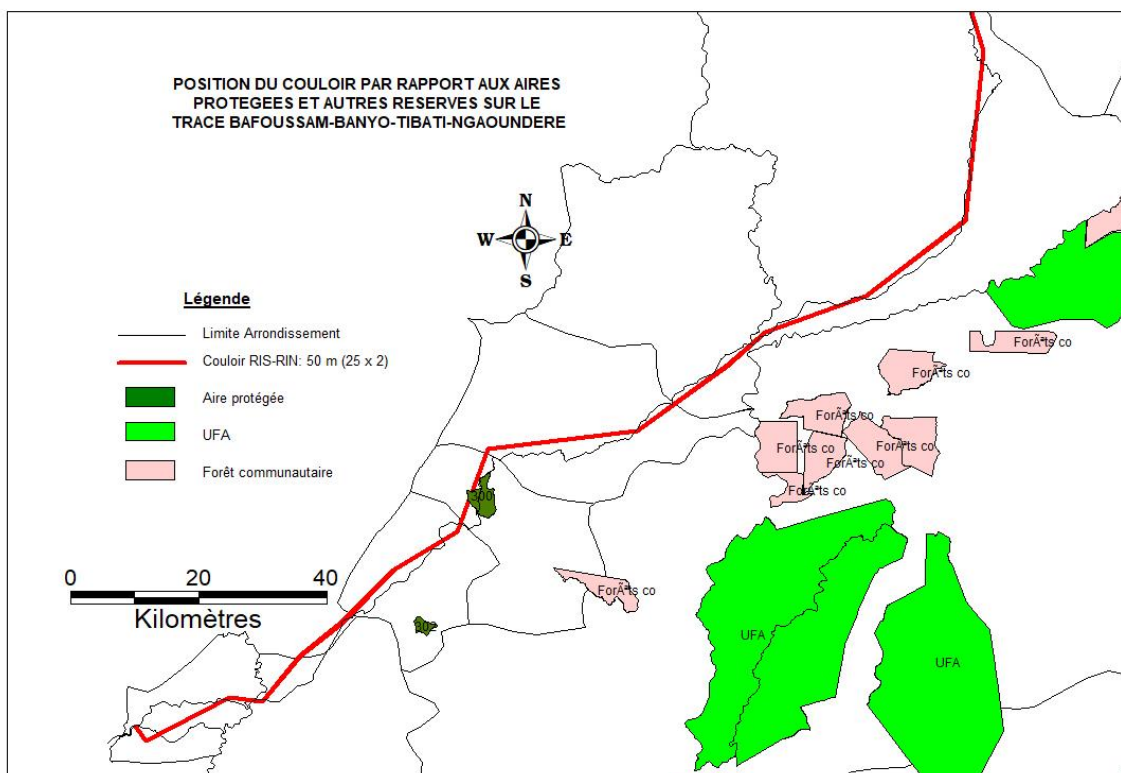 POSITION DU COULOIR PAR RAPPORT AUX AIRES
PROTEGEES ET AUTRES RESERVES SUR LE
TRACE BAFOUSSAM-BANYO-TIBATI-NGAOUNDERE
N
W E
S
Légende
Limite Arrondissement
Couloir RIS-RIN: 50 m (25 x 2)
Aire protégée
UFA
Forêt communautaire
0 20 40
Kilomètres
ForÃªts co
ForÃªts co
ForÃªts co
ForÃªts co
ForÃªts co
ForÃªts co
ForÃªts co
300
ForÃªts co
302
UFA
UFA